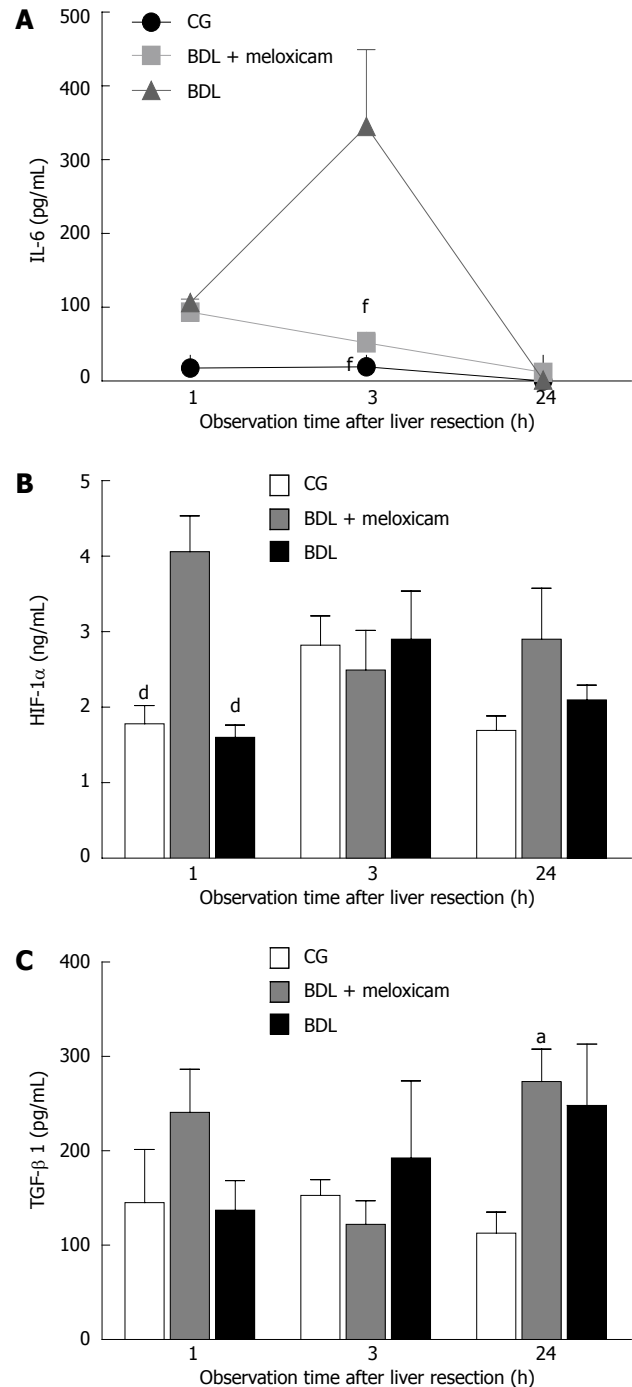 A
500
400
300
200
100
0
IL-6 (pg/mL)
CG
BDL + meloxicam
BDL
f
f
1 3 24
Observation time after liver resection (h)
B
5
4
3
2
1
0
HIF-1α (ng/mL)
CG
BDL + meloxicam
BDL
d d
1 3 24
Observation time after liver resection (h)
C
400
300
200
100
0
TGF-β 1 (pg/mL)
CG
BDL + meloxicam
BDL
a
1 3 24
Observation time after liver resection (h)